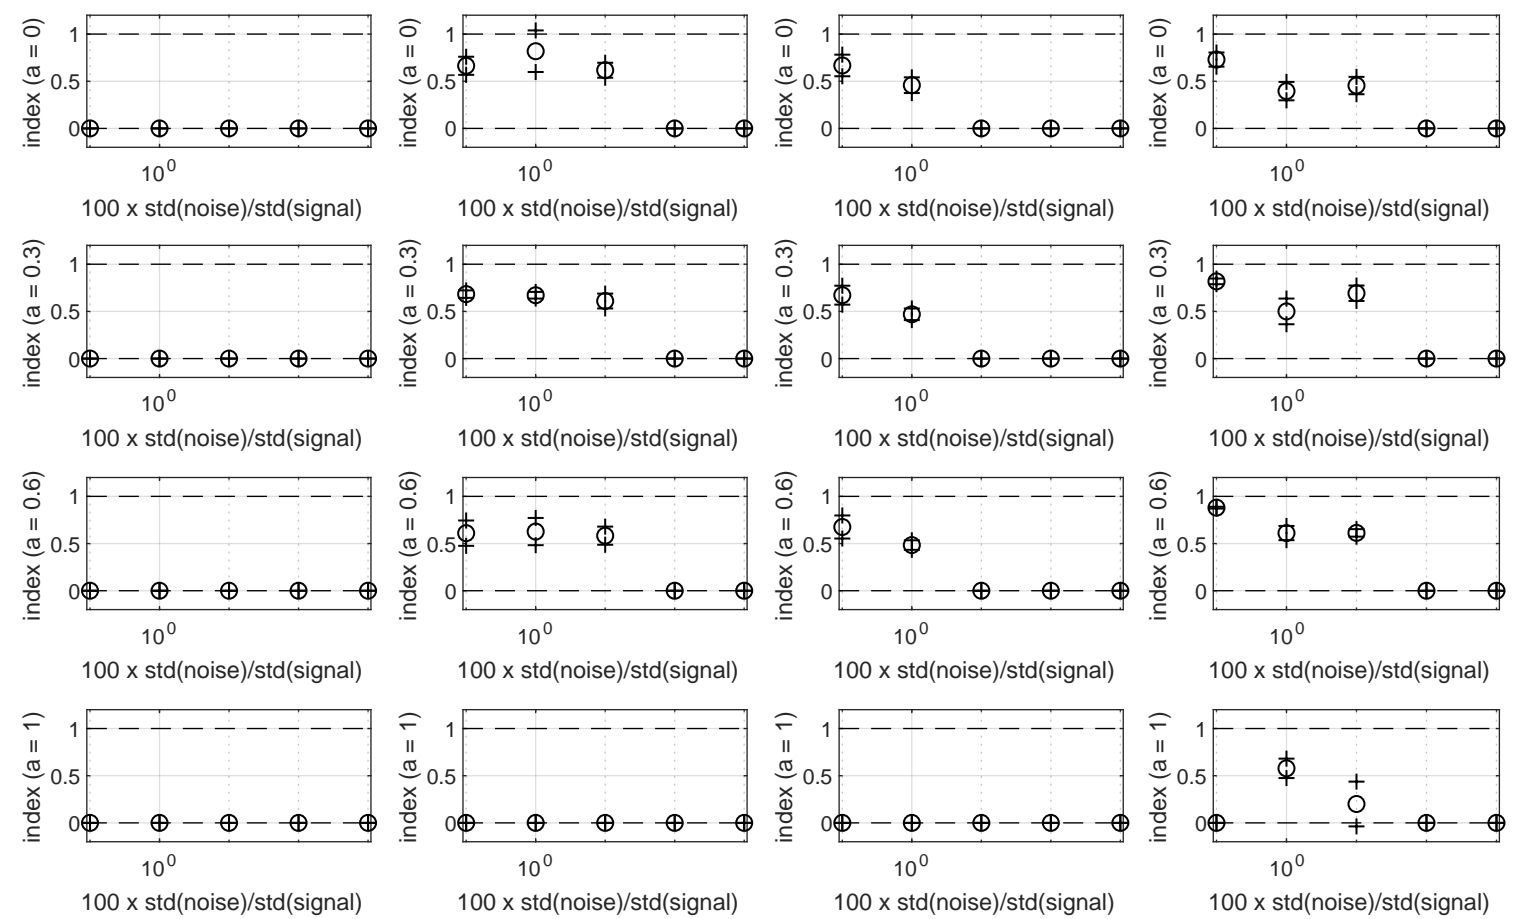 index (a = 0) 1 0.5 0 index (a = 0) 1 0.5 0 index (a = 0) 1 0.5 0 index (a = 0) 1 0.5 0
10^0 10^0 10^0 10^0
100 x std(noise)/std(signal) 100 x std(noise)/std(signal) 100 x std(noise)/std(signal) 100 x std(noise)/std(signal)
index (a = 0.3) 1 0.5 0 index (a = 0.3) 1 0.5 0 index (a = 0.3) 1 0.5 0 index (a = 0.3) 1 0.5 0
10^0 10^0 10^0 10^0
100 x std(noise)/std(signal) 100 x std(noise)/std(signal) 100 x std(noise)/std(signal) 100 x std(noise)/std(signal)
index (a = 0.6) 1 0.5 0 index (a = 0.6) 1 0.5 0 index (a = 0.6) 1 0.5 0 index (a = 0.6) 1 0.5 0
10^0 10^0 10^0 10^0
100 x std(noise)/std(signal) 100 x std(noise)/std(signal) 100 x std(noise)/std(signal) 100 x std(noise)/std(signal)
index (a = 1) 1 0.5 0 index (a = 1) 1 0.5 0 index (a = 1) 1 0.5 0 index (a = 1) 1 0.5 0
10^0 10^0 10^0 10^0
100 x std(noise)/std(signal) 100 x std(noise)/std(signal) 100 x std(noise)/std(signal) 100 x std(noise)/std(signal)